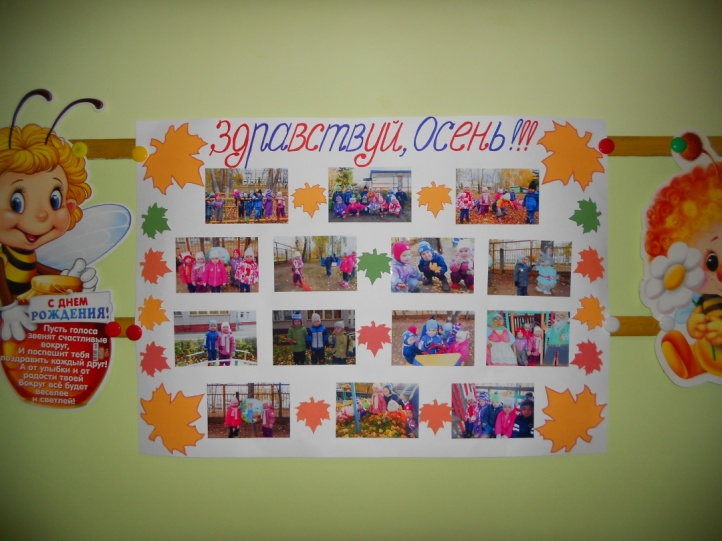 Здравствуй, Осень!!!
С ДНЕМ
РОЖДЕНИЯ!
Пусть голоса
звенят счастливые
вокруг,
И поспешит тебя
поздравить каждый друг!
А от улыбки и от
радости твоей
Вокруг всё будет
веселее
и светлей!